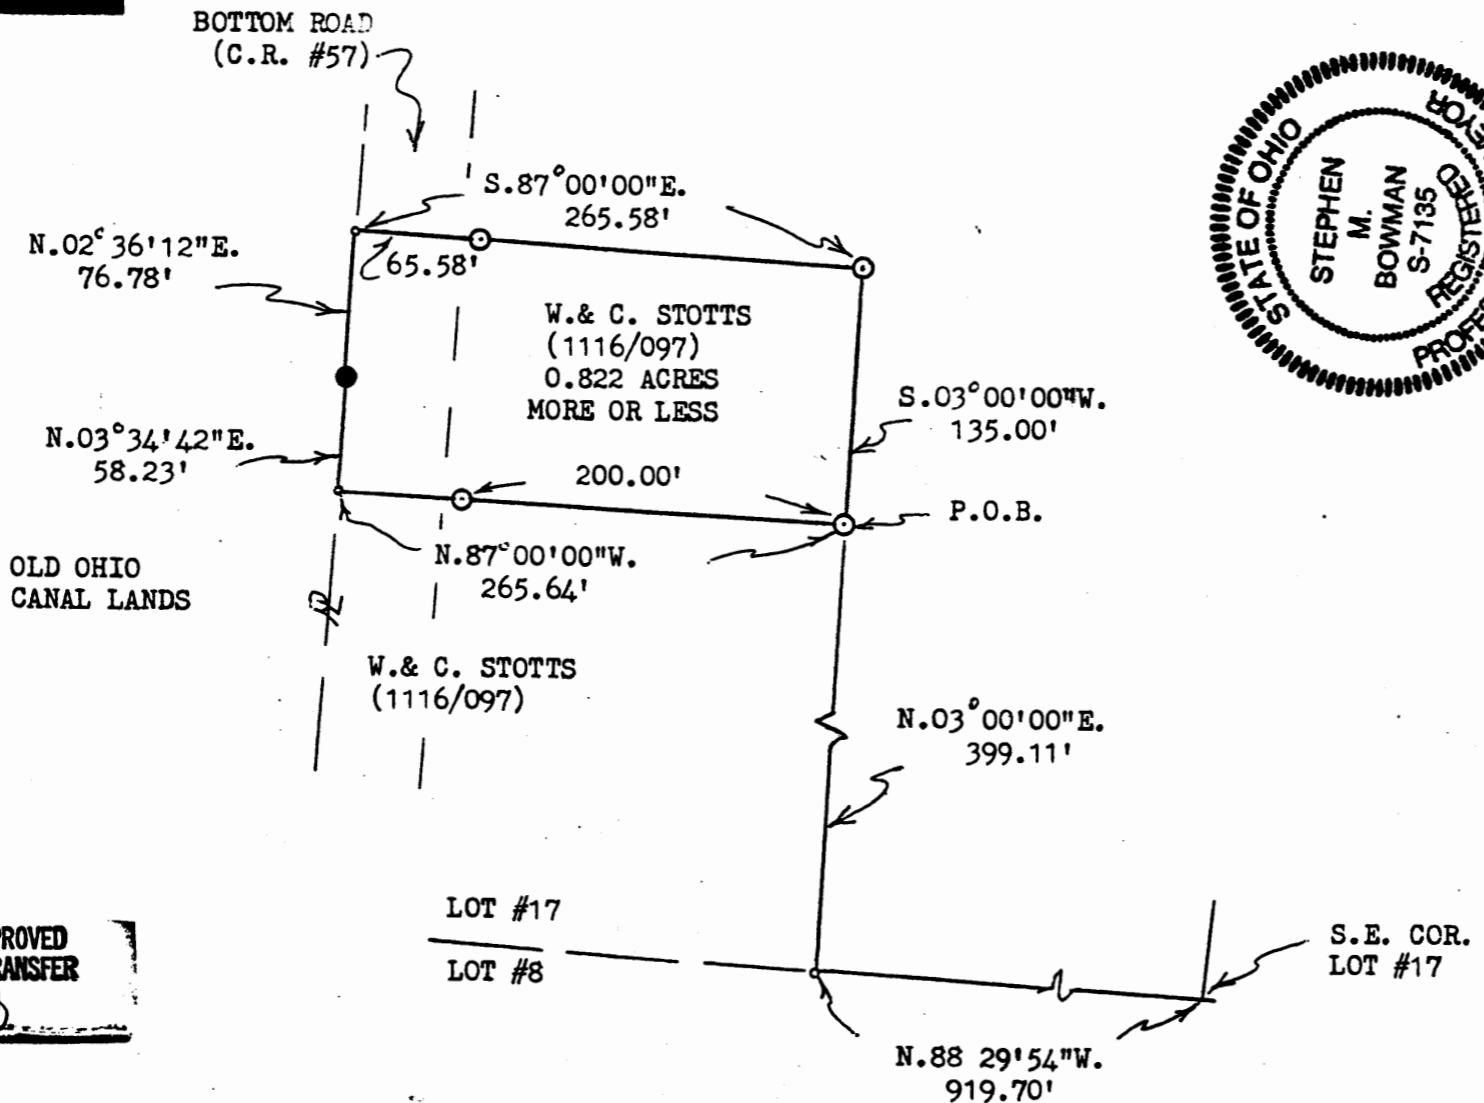 BOTTOM ROAD
(C.R. #57)
S.87°00'00"E.
265.58'
N.02°36'12"E.
76.78'
65.58'
W.& C. STOTTS
(1116/097)
0.822 ACRES
MORE OR LESS
STATE OF OHIO
STEPHEN
M.
BOWMAN
S-7135
REGISTERED
S.03°00'00"W.
135.00'
N.03°34'42"E.
58.23'
200.00'
P.O.B.
N.87°00'00"W.
265.64'
OLD OHIO
CANAL LANDS
W.& C. STOTTS
(1116/097)
N.03°00'00"E.
399.11'
LOT #17
LOT #8
S.E. COR.
LOT #17
N.88 29'54"W.
919.70'